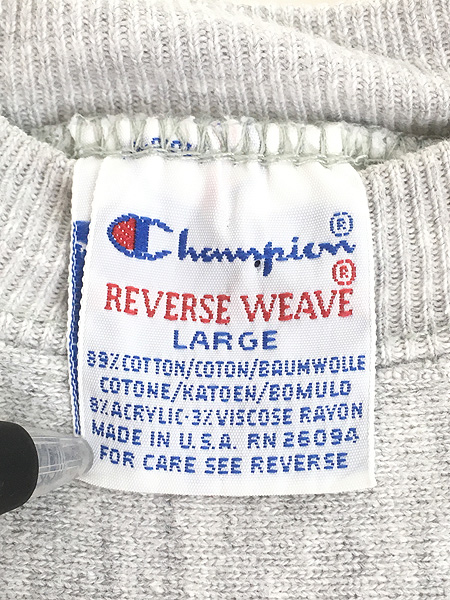 Champion ®
REVERSE WEAVE ®
LARGE
89% COTTON/COTON/BAUMWOLLE
COTONE/KATOEN/BOMULD
8% ACRYLIC-3% VISCOSE RAYON
MADE IN U.S.A. RN 26094
FOR CARE SEE REVERSE